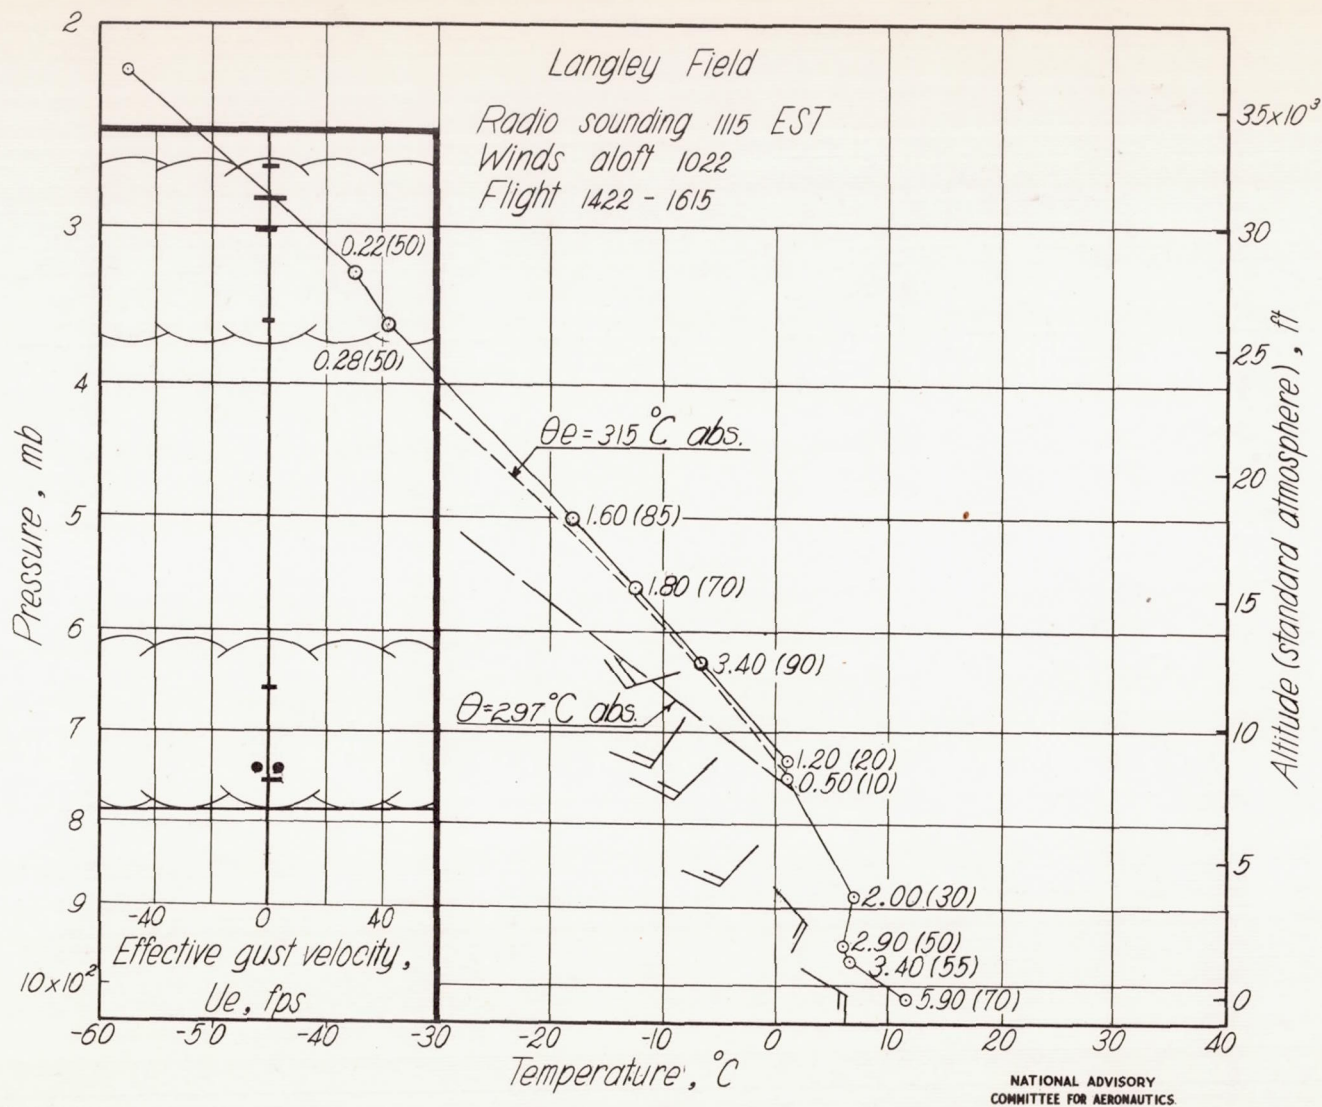 Langley Field
Radio sounding 1115 EST
Winds aloft 1022
Flight 1422 - 1615
2
3
4
5
6
7
8
9
10x10²
Pressure, mb
35x10³
30
25
20
15
10
5
0
Altitude (standard atmosphere), ft
0.22(50)
0.28(50)
θe=315°C abs.
1.60(85)
1.80(70)
3.40(90)
θ=297°C abs.
1.20(20)
0.50(10)
2.00(30)
2.90(50)
3.40(55)
5.90(70)
-40 0 40
Effective gust velocity,
Ue, fps
-60 -50 -40 -30 -20 -10 0 10 20 30 40
Temperature, °C
NATIONAL ADVISORY
COMMITTEE FOR AERONAUTICS